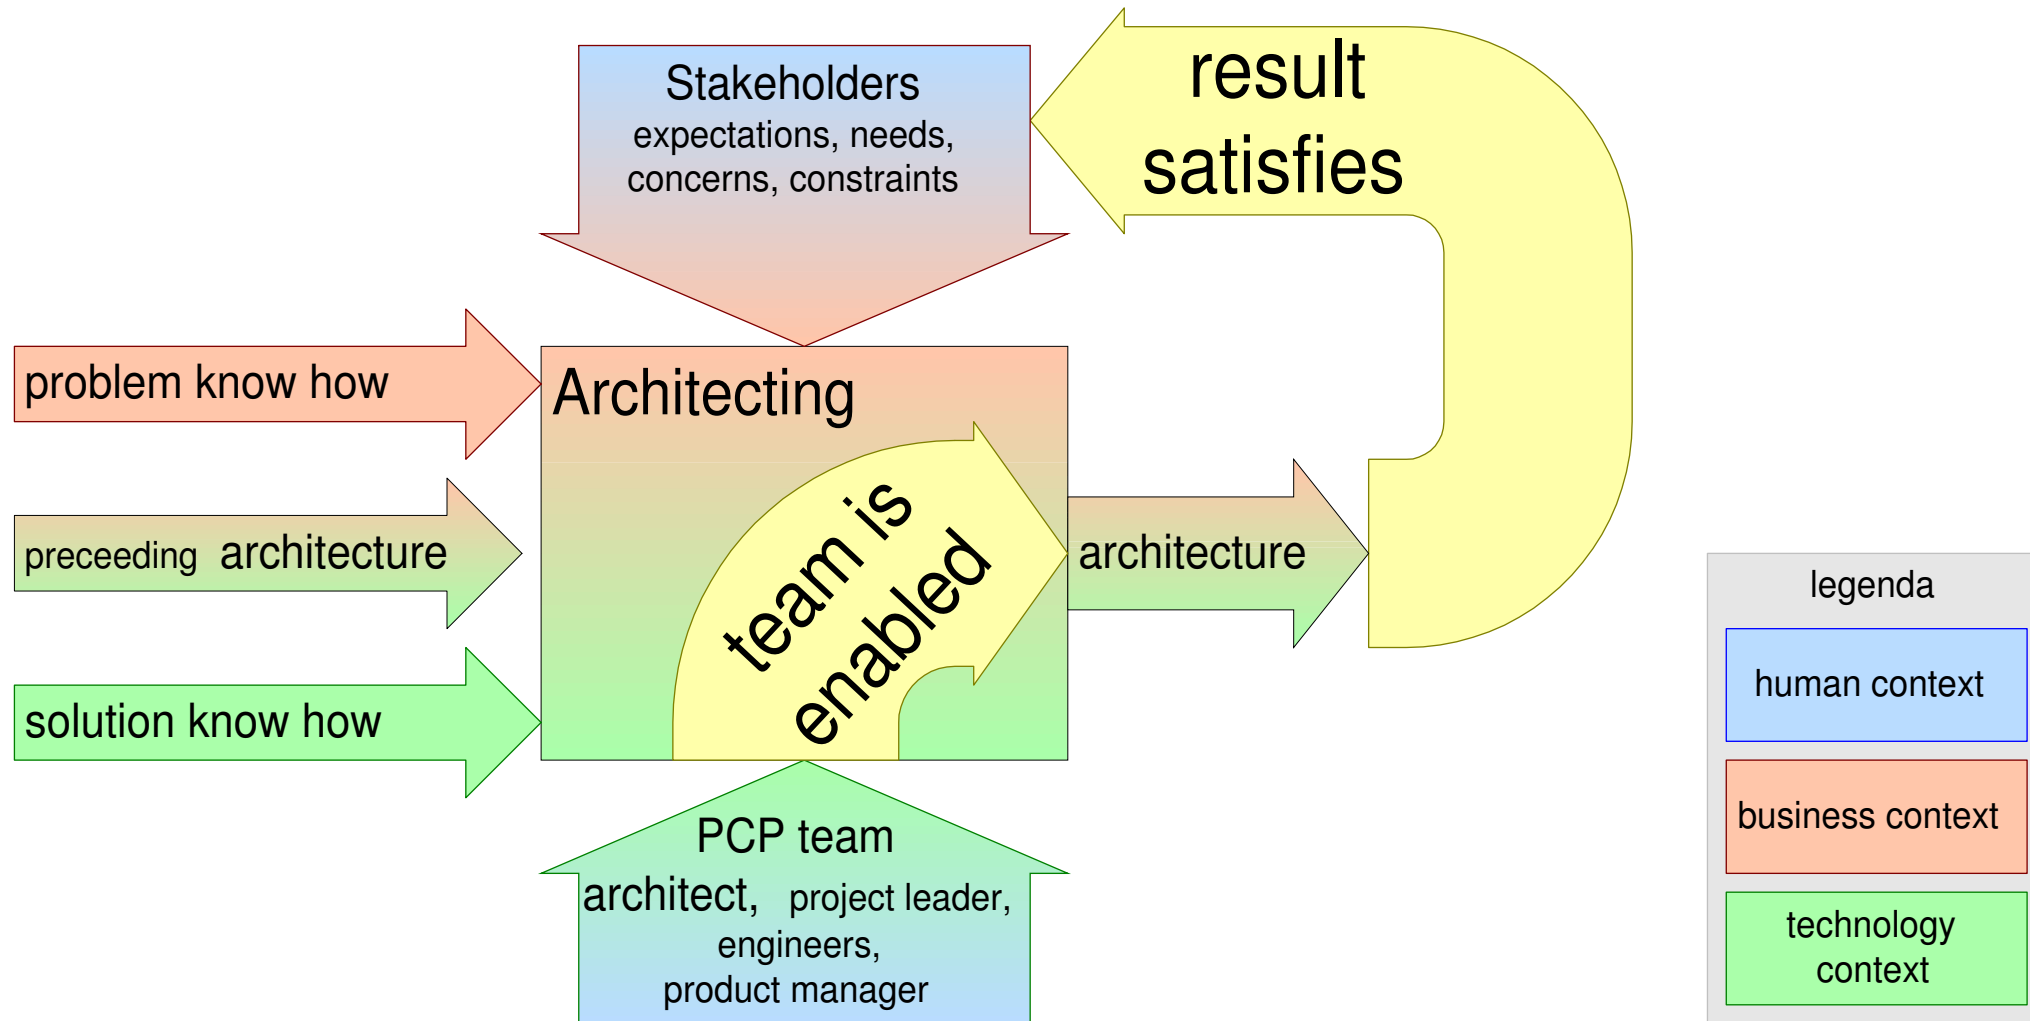 Stakeholders
expectations, needs,
concerns, constraints
result
satisfies
problem know how
Architecting
preceeding architecture
team is
enabled
architecture
solution know how
PCP team
architect, project leader,
engineers,
product manager
legenda
human context
business context
technology
context